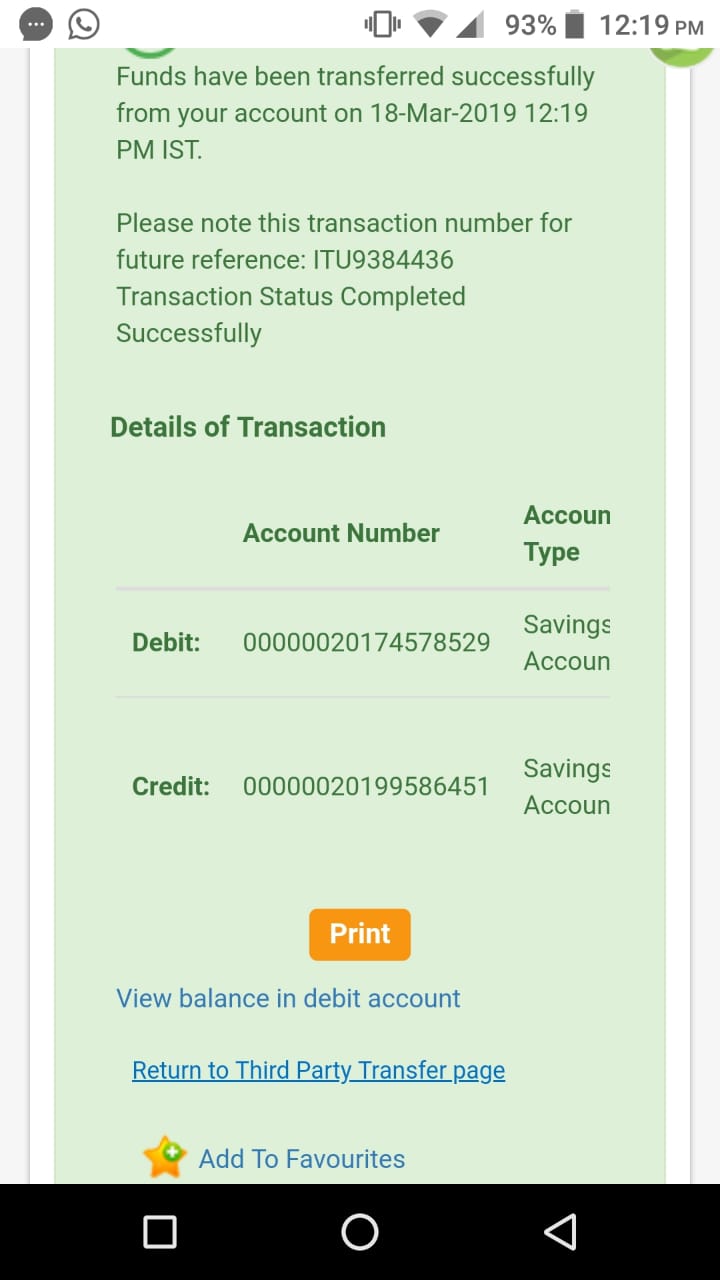 93% 12:19 PM
Funds have been transferred successfully
from your account on 18-Mar-2019 12:19
PM IST.
Please note this transaction number for
future reference: ITU9384436
Transaction Status Completed
Successfully
Details of Transaction
Account Number
Accoun
Type
Debit: 00000020174578529
Savings
Accoun
Credit: 00000020199586451
Savings
Accoun
Print
View balance in debit account
Return to Third Party Transfer page
Add To Favourites